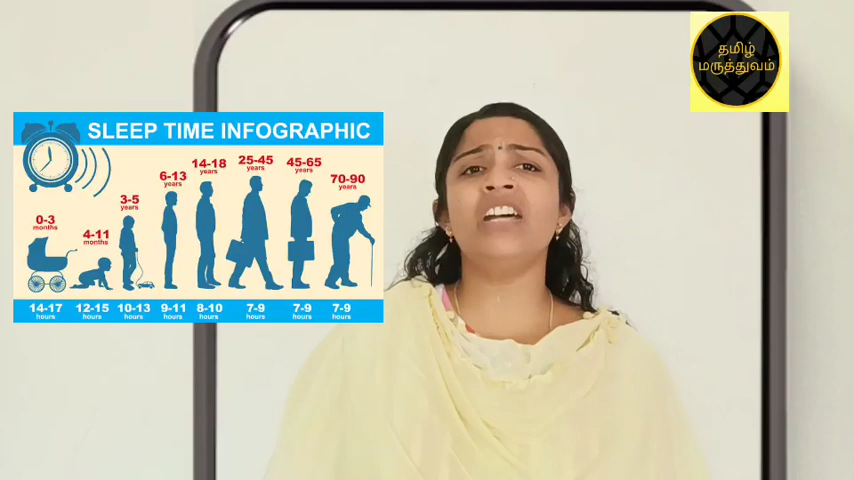 தமிழ்
மருத்துவம்
SLEEP TIME INFOGRAPHIC
0-3 months
4-11 months
3-5 years
6-13 years
14-18 years
25-45 years
45-65 years
70-90 years
14-17 hours
12-15 hours
10-13 hours
9-11 hours
8-10 hours
7-9 hours
7-9 hours
7-9 hours